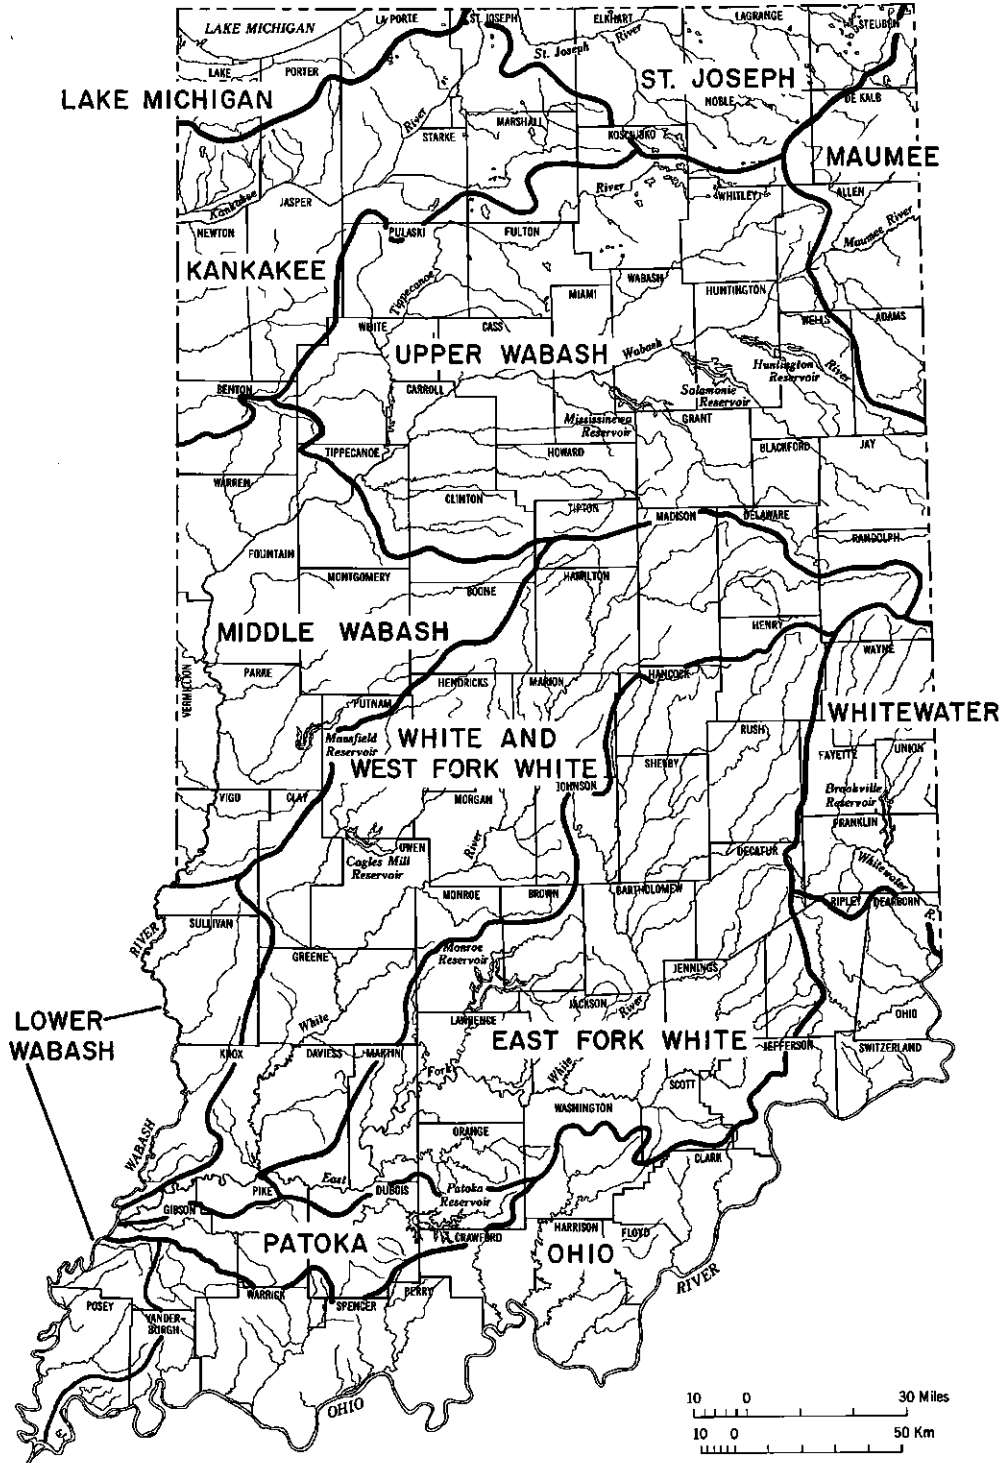 LAKE MICHIGAN
LA PORTE
ST. JOSEPH
ELKHART
LAGRANGE
STEUBEN
St. Joseph River
LAKE
PORTER
LAKE MICHIGAN
ST. JOSEPH
NOBLE
DE KALB
River
MARSHALL
STARKE
KOSCIUSKO
MAUMEE
Kankakee
JASPER
River
WHITLEY
ALLEN
NEWTON
PULASKI
FULTON
Maumee River
KANKAKEE
Tippecanoe
WABASH
MIAMI
HUNTINGTON
WHITE
CASS
WELLS
ADAMS
UPPER WABASH
Wabash
Huntington
Reservoir
River
BENTON
CARROLL
Salamonie
Reservoir
Mississinewa
Reservoir
GRANT
BLACKFORD
JAY
TIPPECANOE
HOWARD
WARREN
CLINTON
TIPTON
MADISON
DELAWARE
RANDOLPH
FOUNTAIN
MONTGOMERY
BOONE
HAMILTON
MIDDLE WABASH
HENRY
WAYNE
VERMILLION
PARKE
HENDRICKS
MARION
HANCOCK
PUTNAM
WHITEWATER
Mansfield
Reservoir
WHITE AND
WEST FORK WHITE
RUSH
SHELBY
FAYETTE
UNION
VIGO
CLAY
MORGAN
JOHNSON
Brookville
Reservoir
FRANKLIN
OWEN
Cagles Mill
Reservoir
River
DECATUR
Whitewater
R.
MONROE
BROWN
BARTHOLOMEW
RIPLEY
DEARBORN
SULLIVAN
RIVER
GREENE
Monroe
Reservoir
JENNINGS
JACKSON
River
LOWER
WABASH
White
LAWRENCE
EAST FORK WHITE
OHIO
KNOX
DAVIESS
MARTIN
JEFFERSON
SWITZERLAND
Fork
White
SCOTT
WASHINGTON
WABASH
ORANGE
CLARK
East
PIKE
DUBOIS
Patoka
Reservoir
GIBSON
HARRISON
FLOYD
PATOKA
CRAWFORD
OHIO
RIVER
POSEY
WARRICK
SPENCER
PERRY
VANDER-
BURGH
OHIO
10 0 30 Miles
10 0 50 Km